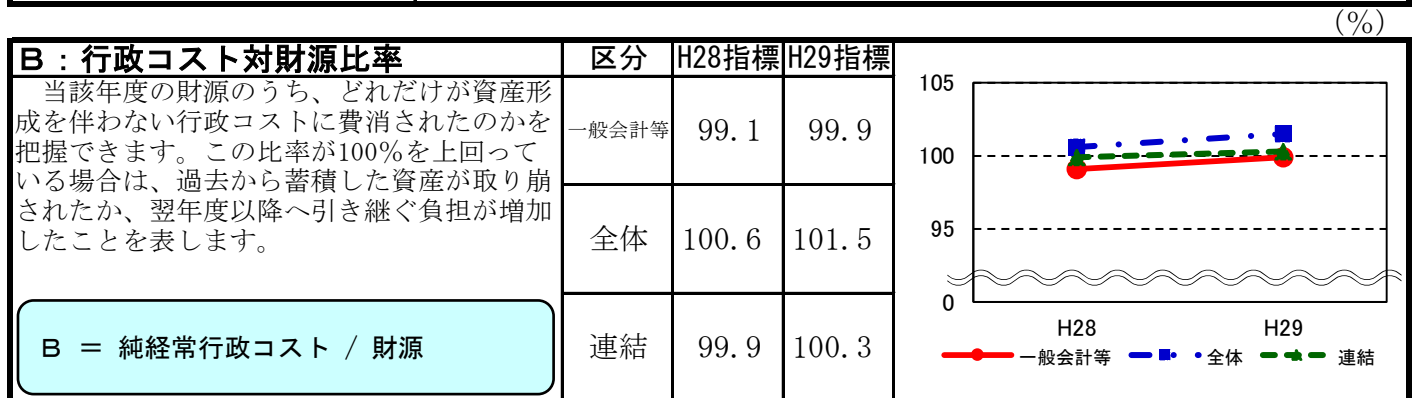 (%)
B：行政コスト対財源比率
区分 H28指標 H29指標
当該年度の財源のうち、どれだけが資産形
成を伴わない行政コストに費消されたのかを
把握できます。この比率が100％を上回って
いる場合は、過去から蓄積した資産が取り崩
されたか、翌年度以降へ引き継ぐ負担が増加
したことを表します。
B ＝ 純経常行政コスト / 財源
一般会計等 99.1 99.9
全体 100.6 101.5
連結 99.9 100.3
105
100
95
0
H28 H29
一般会計等 全体 連結